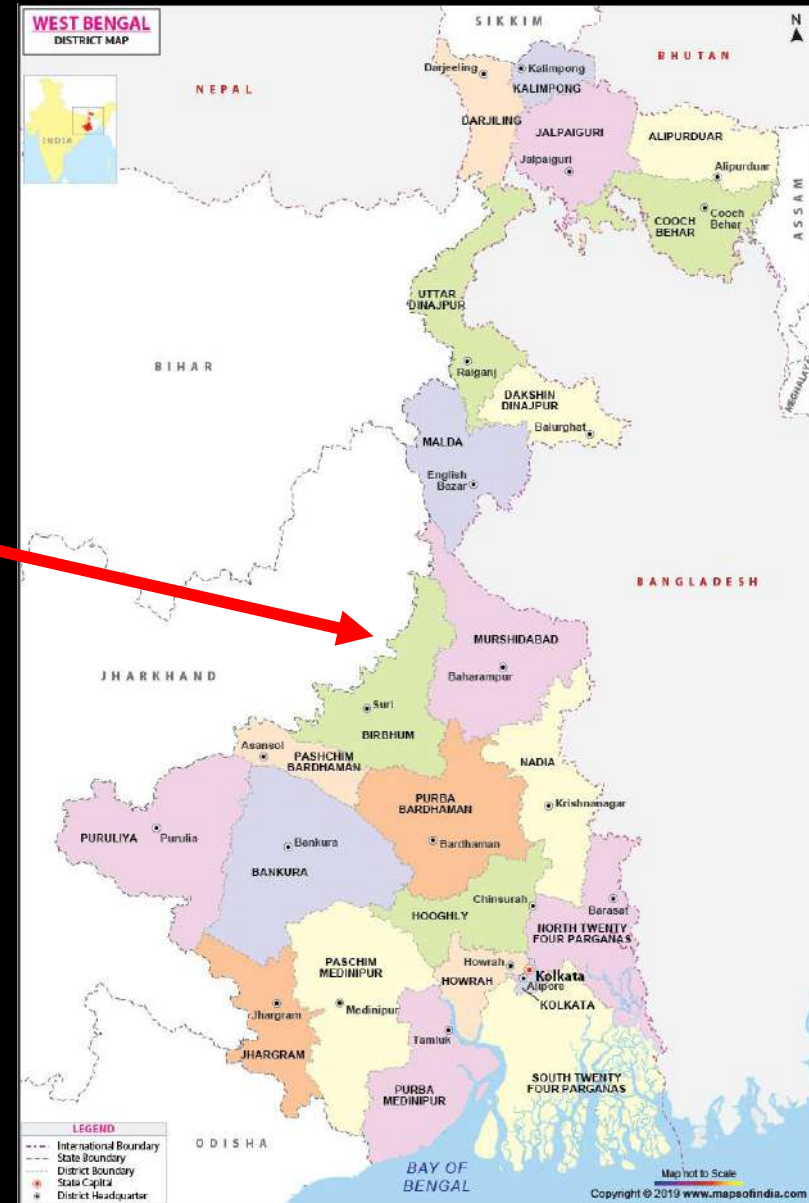 WEST BENGAL
DISTRICT MAP
N
SIKKIM
BHUTAN
NEPAL
INDIA
Darjeeling
Kalimpong
KALIMPONG
DARJILING
JALPAIGURI
ALIPURDUAR
Jalpaiguri
Alipurduar
ASSAM
COOCH
BEHAR
Cooch
Behar
UTTAR
DINAJPUR
BIHAR
Raiganj
MEGHALAYA
DAKSHIN
DINAJPUR
Balurghat
MALDA
English
Bazar
BANGLADESH
MURSHIDABAD
Baharampur
JHARKHAND
Suri
BIRBHUM
Asansol
PASHCHIM
BARDHAMAN
NADIA
PURBA
BARDHAMAN
Krishnanagar
PURULIYA
Purulia
Bankura
BANKURA
Bardhaman
Chinsurah
HOOGHLY
Barasat
NORTH TWENTY
FOUR PARGANAS
PASCHIM
MEDINIPUR
Howrah
HOWRAH
Kolkata
Alipore
KOLKATA
Jhargram
Medinipur
Tamluk
JHARGRAM
SOUTH TWENTY
FOUR PARGANAS
PURBA
MEDINIPUR
LEGEND
International Boundary
State Boundary
District Boundary
State Capital
District Headquarter
ODISHA
BAY OF
BENGAL
Map not to Scale
Copyright © 2019 www.mapsofindia.com